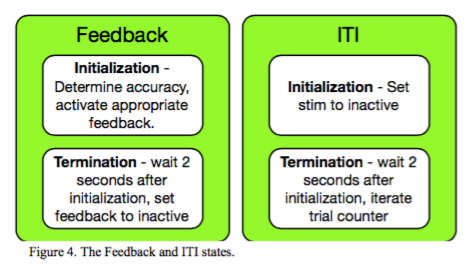 Feedback
Initialization -
Determine accuracy,
activate appropriate
feedback.
Termination - wait 2
seconds after
initialization, set
feedback to inactive
ITI
Initialization - Set
stim to inactive
Termination - wait 2
seconds after
initialization, iterate
trial counter
Figure 4. The Feedback and ITI states.